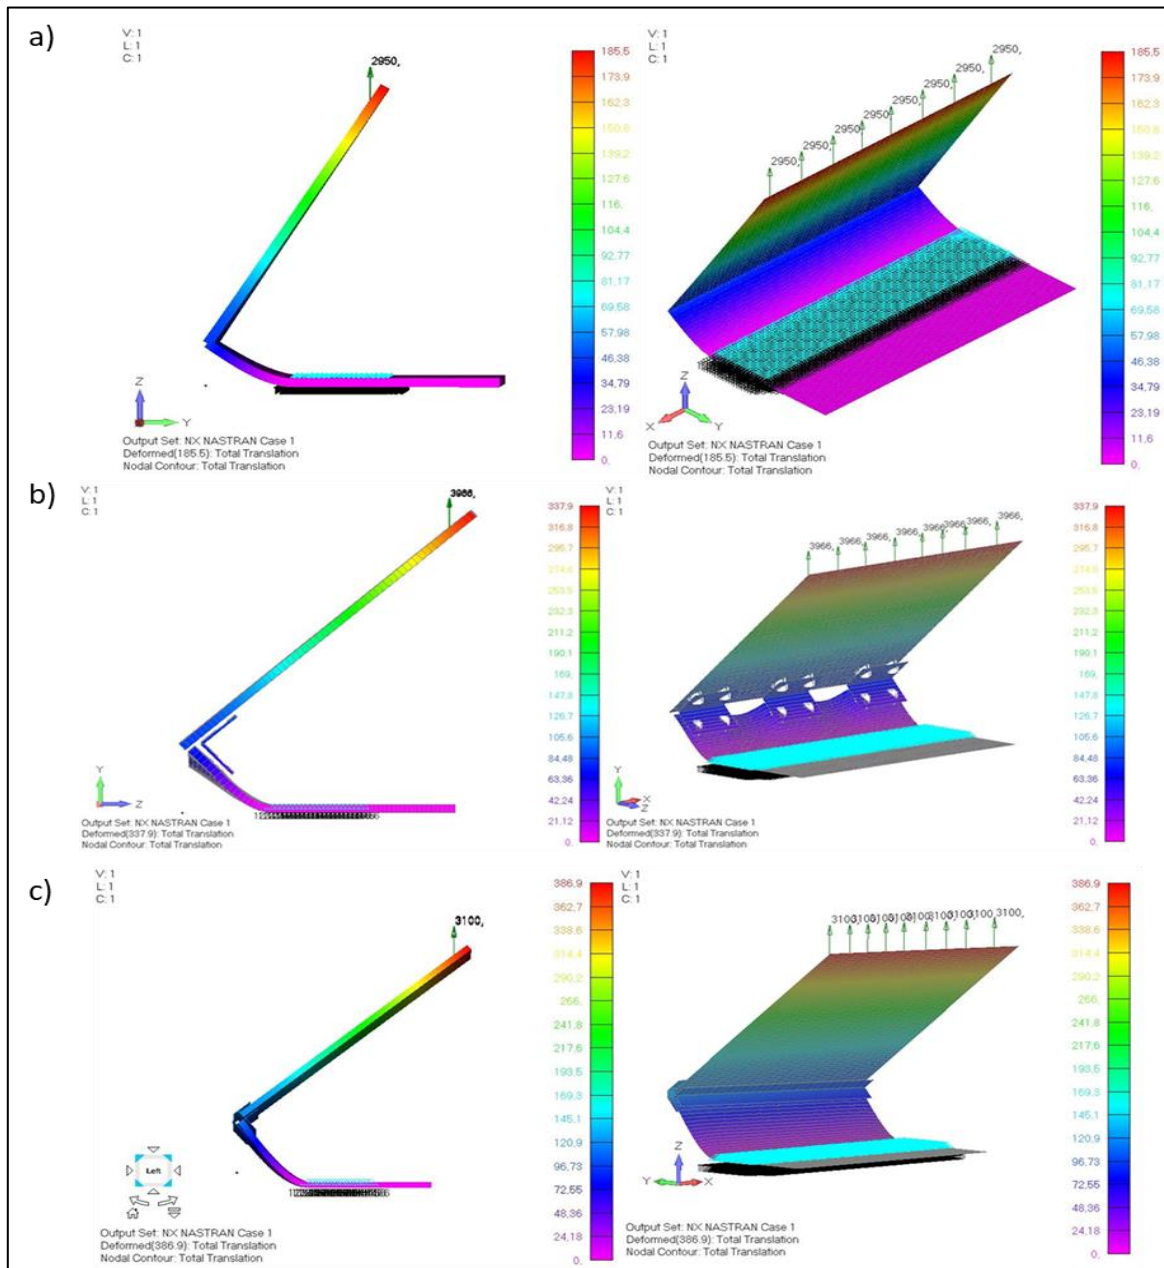 a)
V: 1
L: 1
C: 1
2950,
185.5
173.9
162.3
150.8
139.2
127.6
116.
104.4
92.77
81.17
69.58
57.98
46.38
34.79
23.19
11.6
0.
Z
Y
Output Set: NX NASTRAN Case 1
Deformed(185.5): Total Translation
Nodal Contour: Total Translation
V: 1
L: 1
C: 1
2950,
2950,
2950,
2950,
2950,
2950,
2950,
2950,
185.5
173.9
162.3
150.8
139.2
127.6
116.
104.4
92.77
81.17
69.58
57.98
46.38
34.79
23.19
11.6
0.
Z
X
Y
Output Set: NX NASTRAN Case 1
Deformed(185.5): Total Translation
Nodal Contour: Total Translation
b)
V: 1
L: 1
C: 1
3966,
337.9
316.8
295.7
274.6
253.5
232.3
211.2
190.1
169.
147.8
126.7
105.6
84.48
63.36
42.24
21.12
0.
Y
Z
Output Set: NX NASTRAN Case 1
Deformed(337.9): Total Translation
Nodal Contour: Total Translation
V: 1
L: 1
C: 1
3966,
3966,
3966,
3966,
3966,
3966,
3966,
3966,
337.9
316.8
295.7
274.6
253.5
232.3
211.2
190.1
169.
147.8
126.7
105.6
84.48
63.36
42.24
21.12
0.
Y
X
Z
Output Set: NX NASTRAN Case 1
Deformed(337.9): Total Translation
Nodal Contour: Total Translation
c)
V: 1
L: 1
C: 1
3100,
386.9
362.7
338.6
314.4
290.2
266.
241.8
217.6
193.5
169.3
145.1
120.9
96.73
72.55
48.36
24.18
0.
Left
Output Set: NX NASTRAN Case 1
Deformed(386.9): Total Translation
Nodal Contour: Total Translation
V: 1
L: 1
C: 1
3100,
3100,
3100,
3100,
3100,
3100,
3100,
386.9
362.7
338.6
314.4
290.2
266.
241.8
217.6
193.5
169.3
145.1
120.9
96.73
72.55
48.36
24.18
0.
Z
Y
X
Output Set: NX NASTRAN Case 1
Deformed(386.9): Total Translation
Nodal Contour: Total Translation